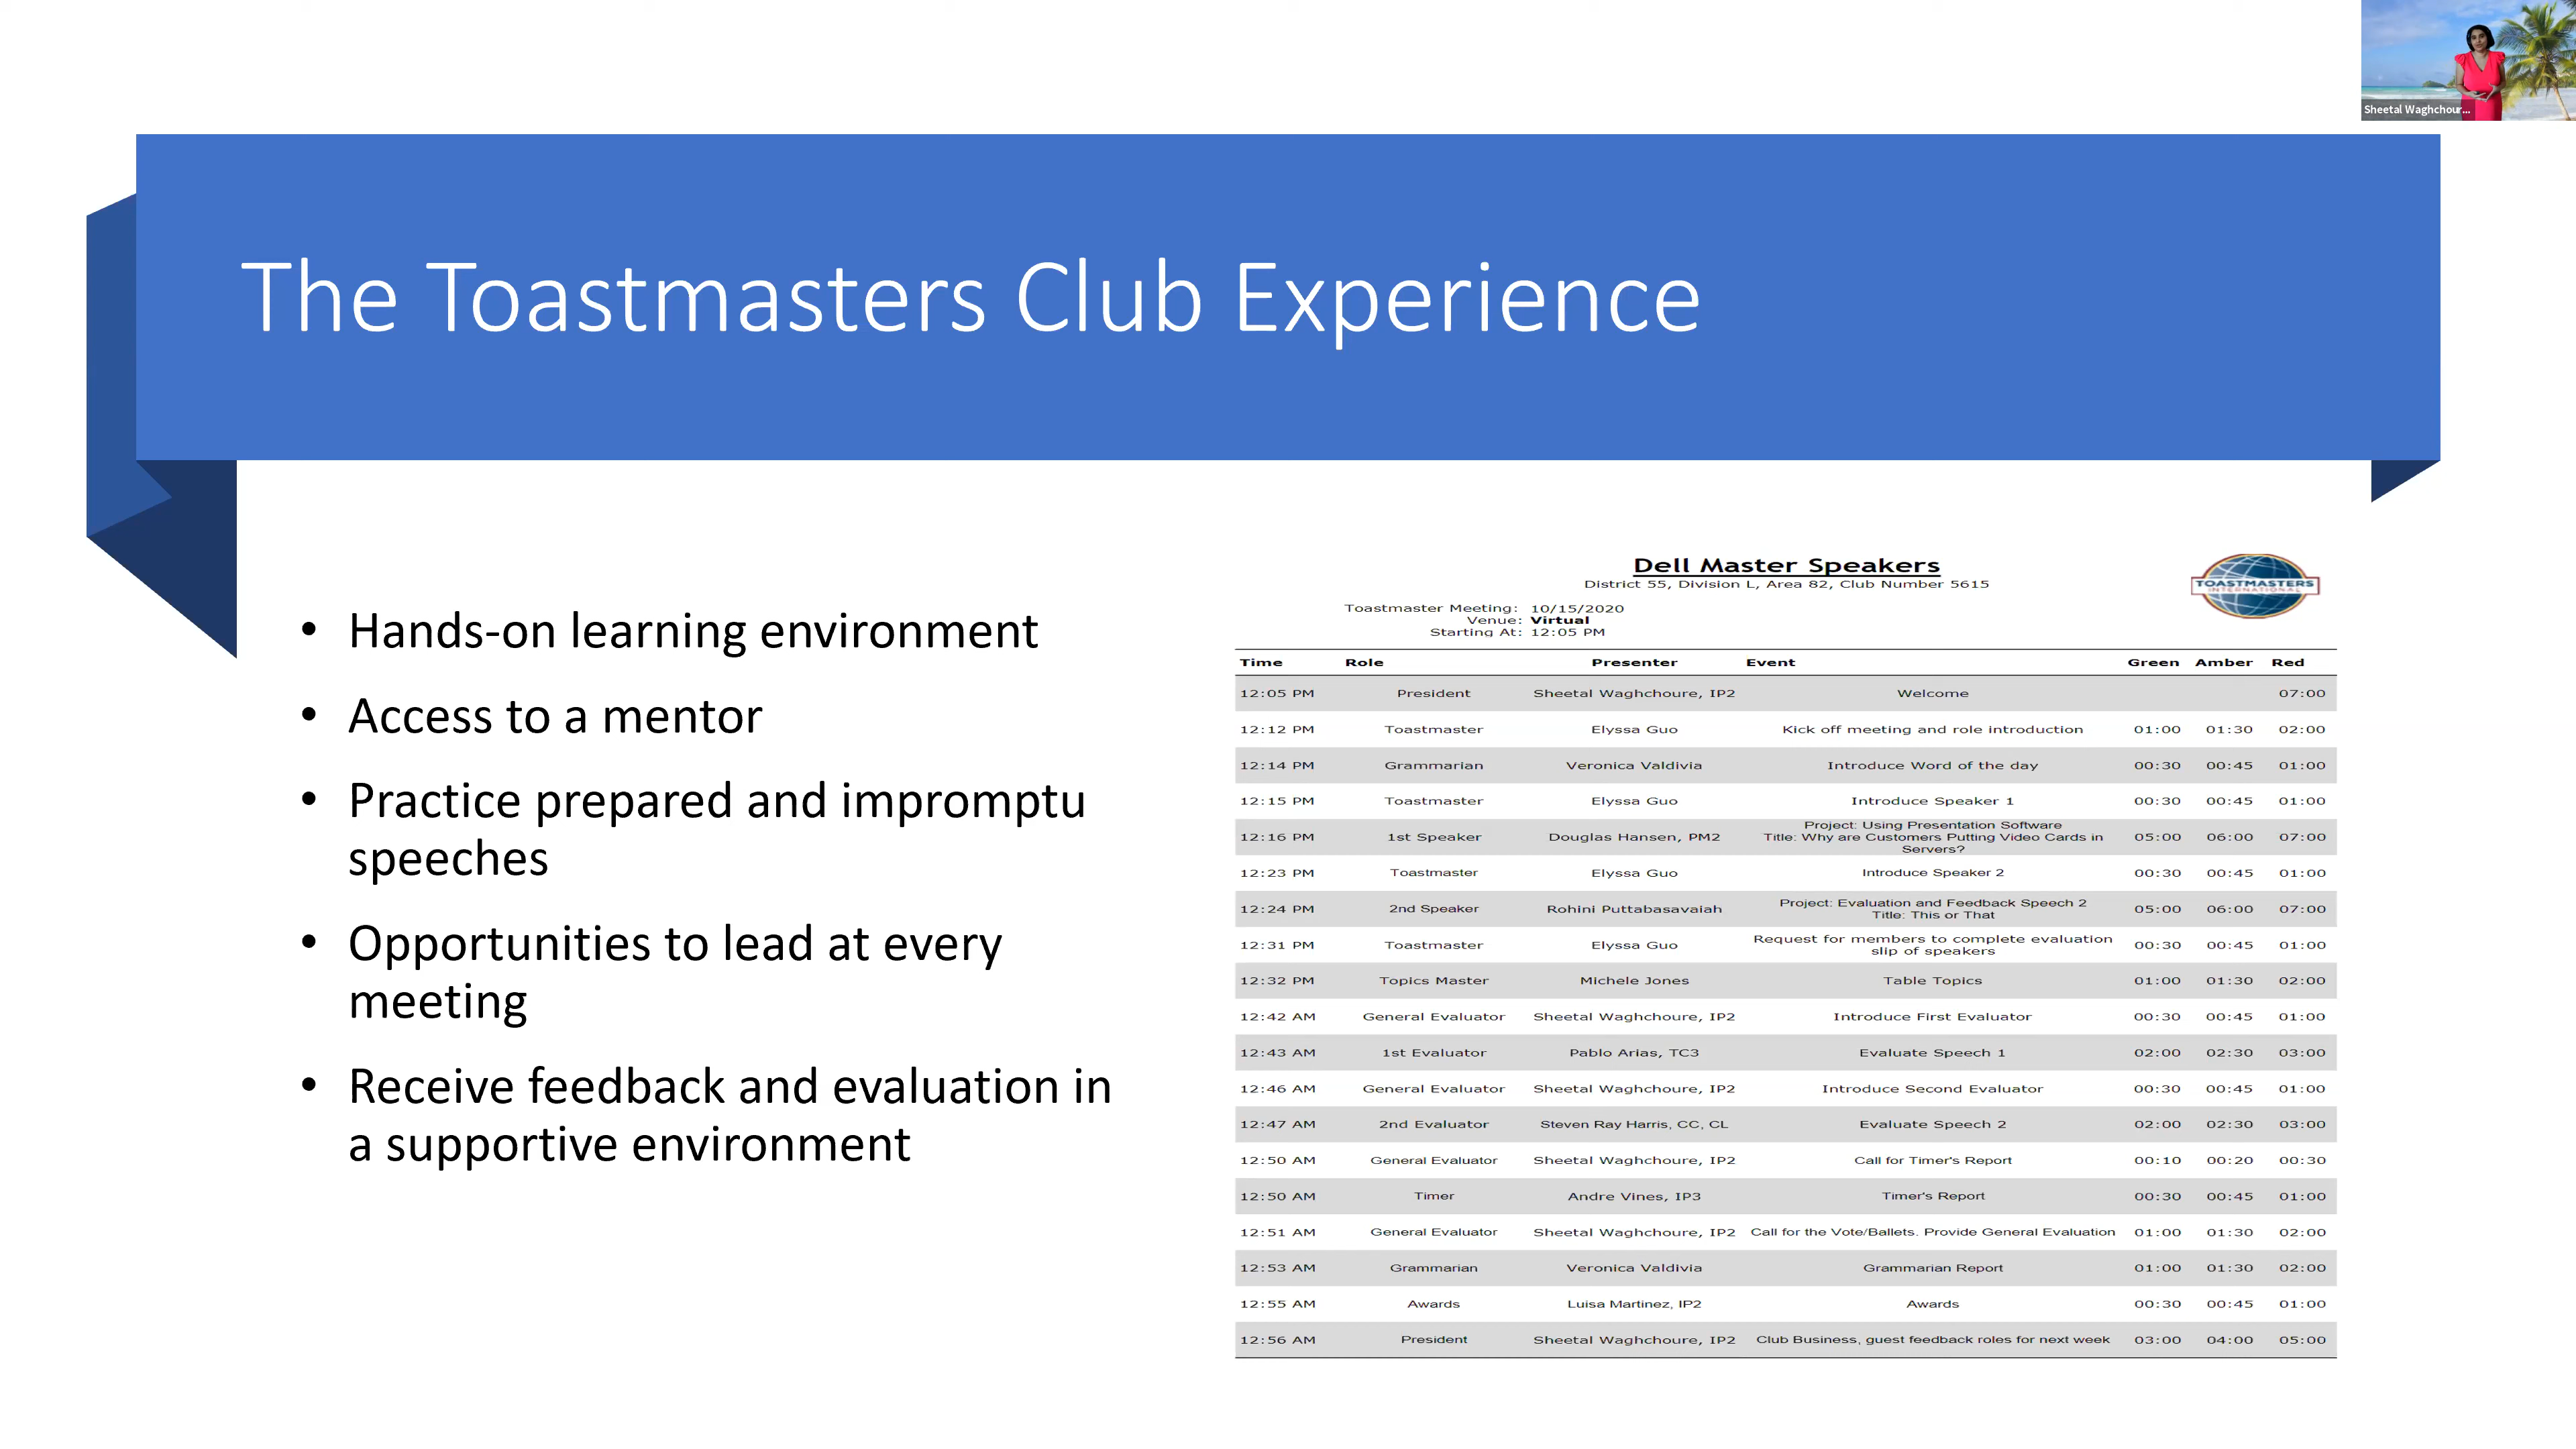 Sheetal Waghchour...
The Toastmasters Club Experience
• Hands-on learning environment
• Access to a mentor
• Practice prepared and impromptu
speeches
• Opportunities to lead at every
meeting
• Receive feedback and evaluation in
a supportive environment
Dell Master Speakers
District 55, Division L, Area 82, Club Number 5615
TOASTMASTERS
INTERNATIONAL
Toastmaster Meeting: 10/15/2020
Venue: Virtual
Starting At: 12:05 PM
Time Role Presenter Event Green Amber Red
12:05 PM President Sheetal Waghchoure, IP2 Welcome 07:00
12:12 PM Toastmaster Elyssa Guo Kick off meeting and role introduction 01:00 01:30 02:00
12:14 PM Grammarian Veronica Valdivia Introduce Word of the day 00:30 00:45 01:00
12:15 PM Toastmaster Elyssa Guo Introduce Speaker 1 00:30 00:45 01:00
Project: Using Presentation Software
12:16 PM 1st Speaker Douglas Hansen, PM2 Title: Why are Customers Putting Video Cards in 05:00 06:00 07:00
Servers?
12:23 PM Toastmaster Elyssa Guo Introduce Speaker 2 00:30 00:45 01:00
12:24 PM 2nd Speaker Rohini Puttabasavaiah Project: Evaluation and Feedback Speech 2 05:00 06:00 07:00
Title: This or That
12:31 PM Toastmaster Elyssa Guo Request for members to complete evaluation 00:30 00:45 01:00
slip of speakers
12:32 PM Topics Master Michele Jones Table Topics 01:00 01:30 02:00
12:42 AM General Evaluator Sheetal Waghchoure, IP2 Introduce First Evaluator 00:30 00:45 01:00
12:43 AM 1st Evaluator Pablo Arias, TC3 Evaluate Speech 1 02:00 02:30 03:00
12:46 AM General Evaluator Sheetal Waghchoure, IP2 Introduce Second Evaluator 00:30 00:45 01:00
12:47 AM 2nd Evaluator Steven Ray Harris, CC, CL Evaluate Speech 2 02:00 02:30 03:00
12:50 AM General Evaluator Sheetal Waghchoure, IP2 Call for Timer's Report 00:10 00:20 00:30
12:50 AM Timer Andre Vines, IP3 Timer's Report 00:30 00:45 01:00
12:51 AM General Evaluator Sheetal Waghchoure, IP2 Call for the Vote/Ballets. Provide General Evaluation 01:00 01:30 02:00
12:53 AM Grammarian Veronica Valdivia Grammarian Report 01:00 01:30 02:00
12:55 AM Awards Luisa Martinez, IP2 Awards 00:30 00:45 01:00
12:56 AM President Sheetal Waghchoure, IP2 Club Business, guest feedback roles for next week 03:00 04:00 05:00